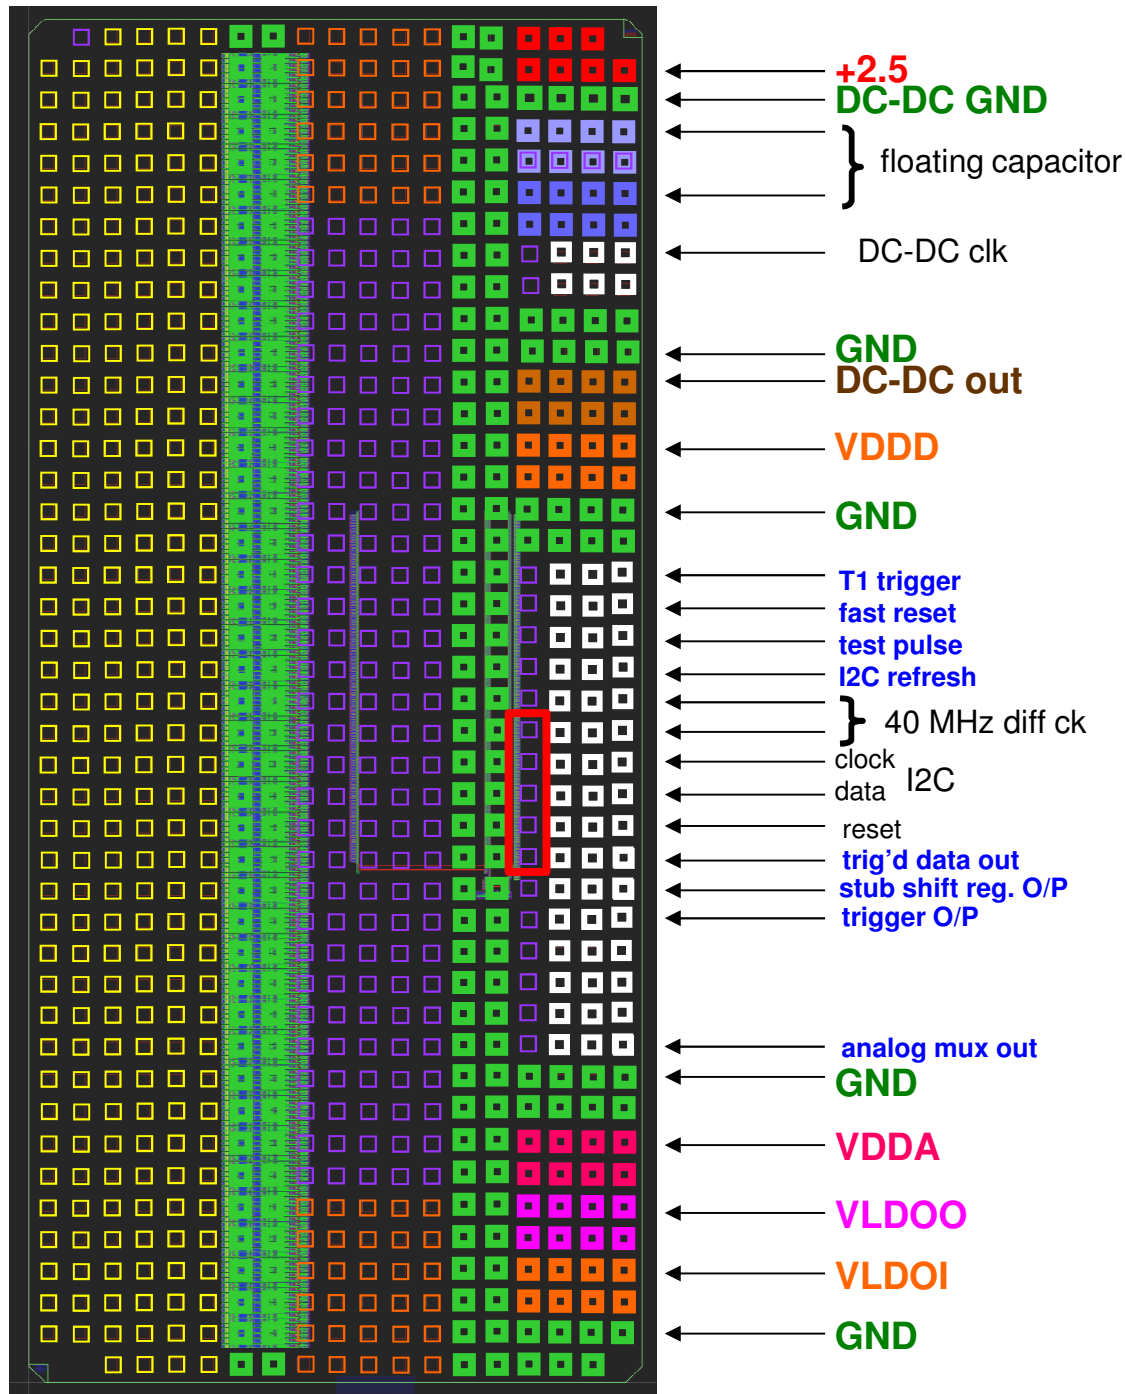 +2.5
DC-DC GND
floating capacitor
DC-DC clk
GND
DC-DC out
VDDD
GND
T1 trigger
fast reset
test pulse
I2C refresh
40 MHz diff ck
clock
I2C
data
reset
trig'd data out
stub shift reg. O/P
trigger O/P
analog mux out
GND
VDDA
VLDOO
VLDOI
GND